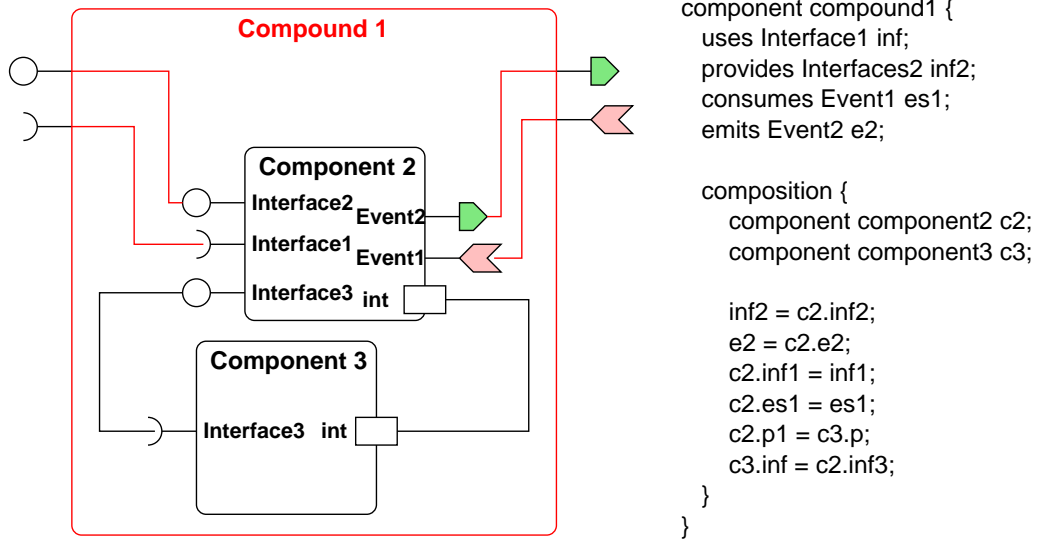 Compound 1
Component 2
Interface2
Event2
Interface1
Event1
Interface3
int
Component 3
Interface3 int
component compound1 {
uses Interface1 inf;
provides Interfaces2 inf2;
consumes Event1 es1;
emits Event2 e2;
composition {
component component2 c2;
component component3 c3;
inf2 = c2.inf2;
e2 = c2.e2;
c2.inf1 = inf1;
c2.es1 = es1;
c2.p1 = c3.p;
c3.inf = c2.inf3;
}
}